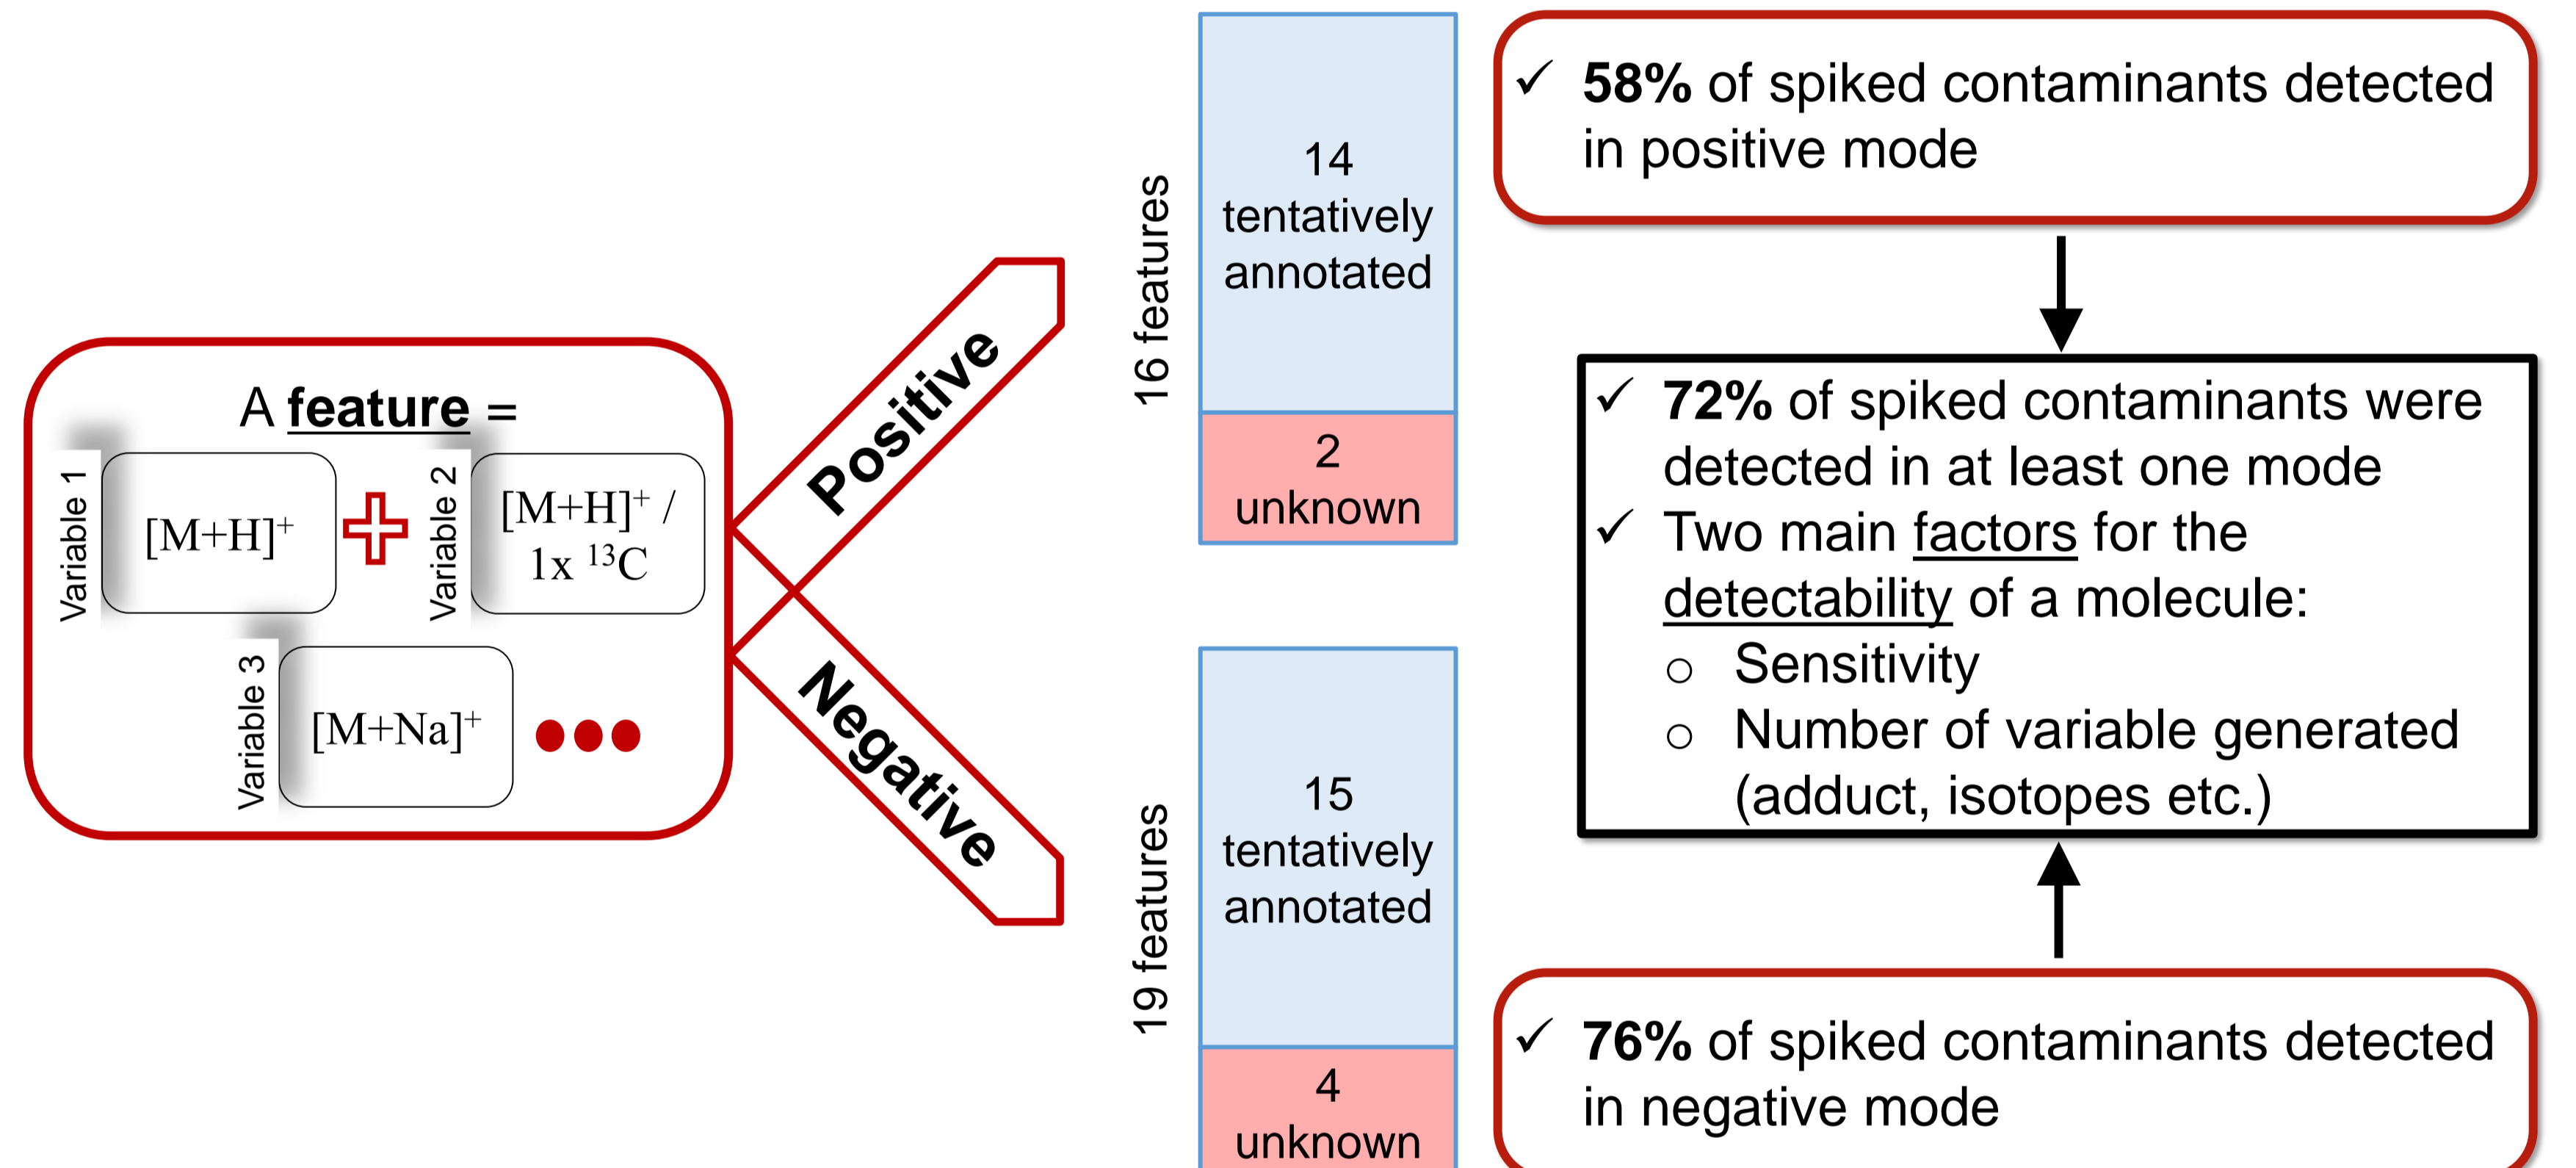 A feature =
Variable 1
[M+H]⁺
Variable 2
[M+H]⁺ /
1x ¹³C
Variable 3
[M+Na]⁺
Positive
Negative
16 features
14
tentatively
annotated
2
unknown
19 features
15
tentatively
annotated
4
unknown
✓ 58% of spiked contaminants detected
in positive mode
✓ 72% of spiked contaminants were
detected in at least one mode
✓ Two main factors for the
detectability of a molecule:
○ Sensitivity
○ Number of variable generated
(adduct, isotopes etc.)
✓ 76% of spiked contaminants detected
in negative mode